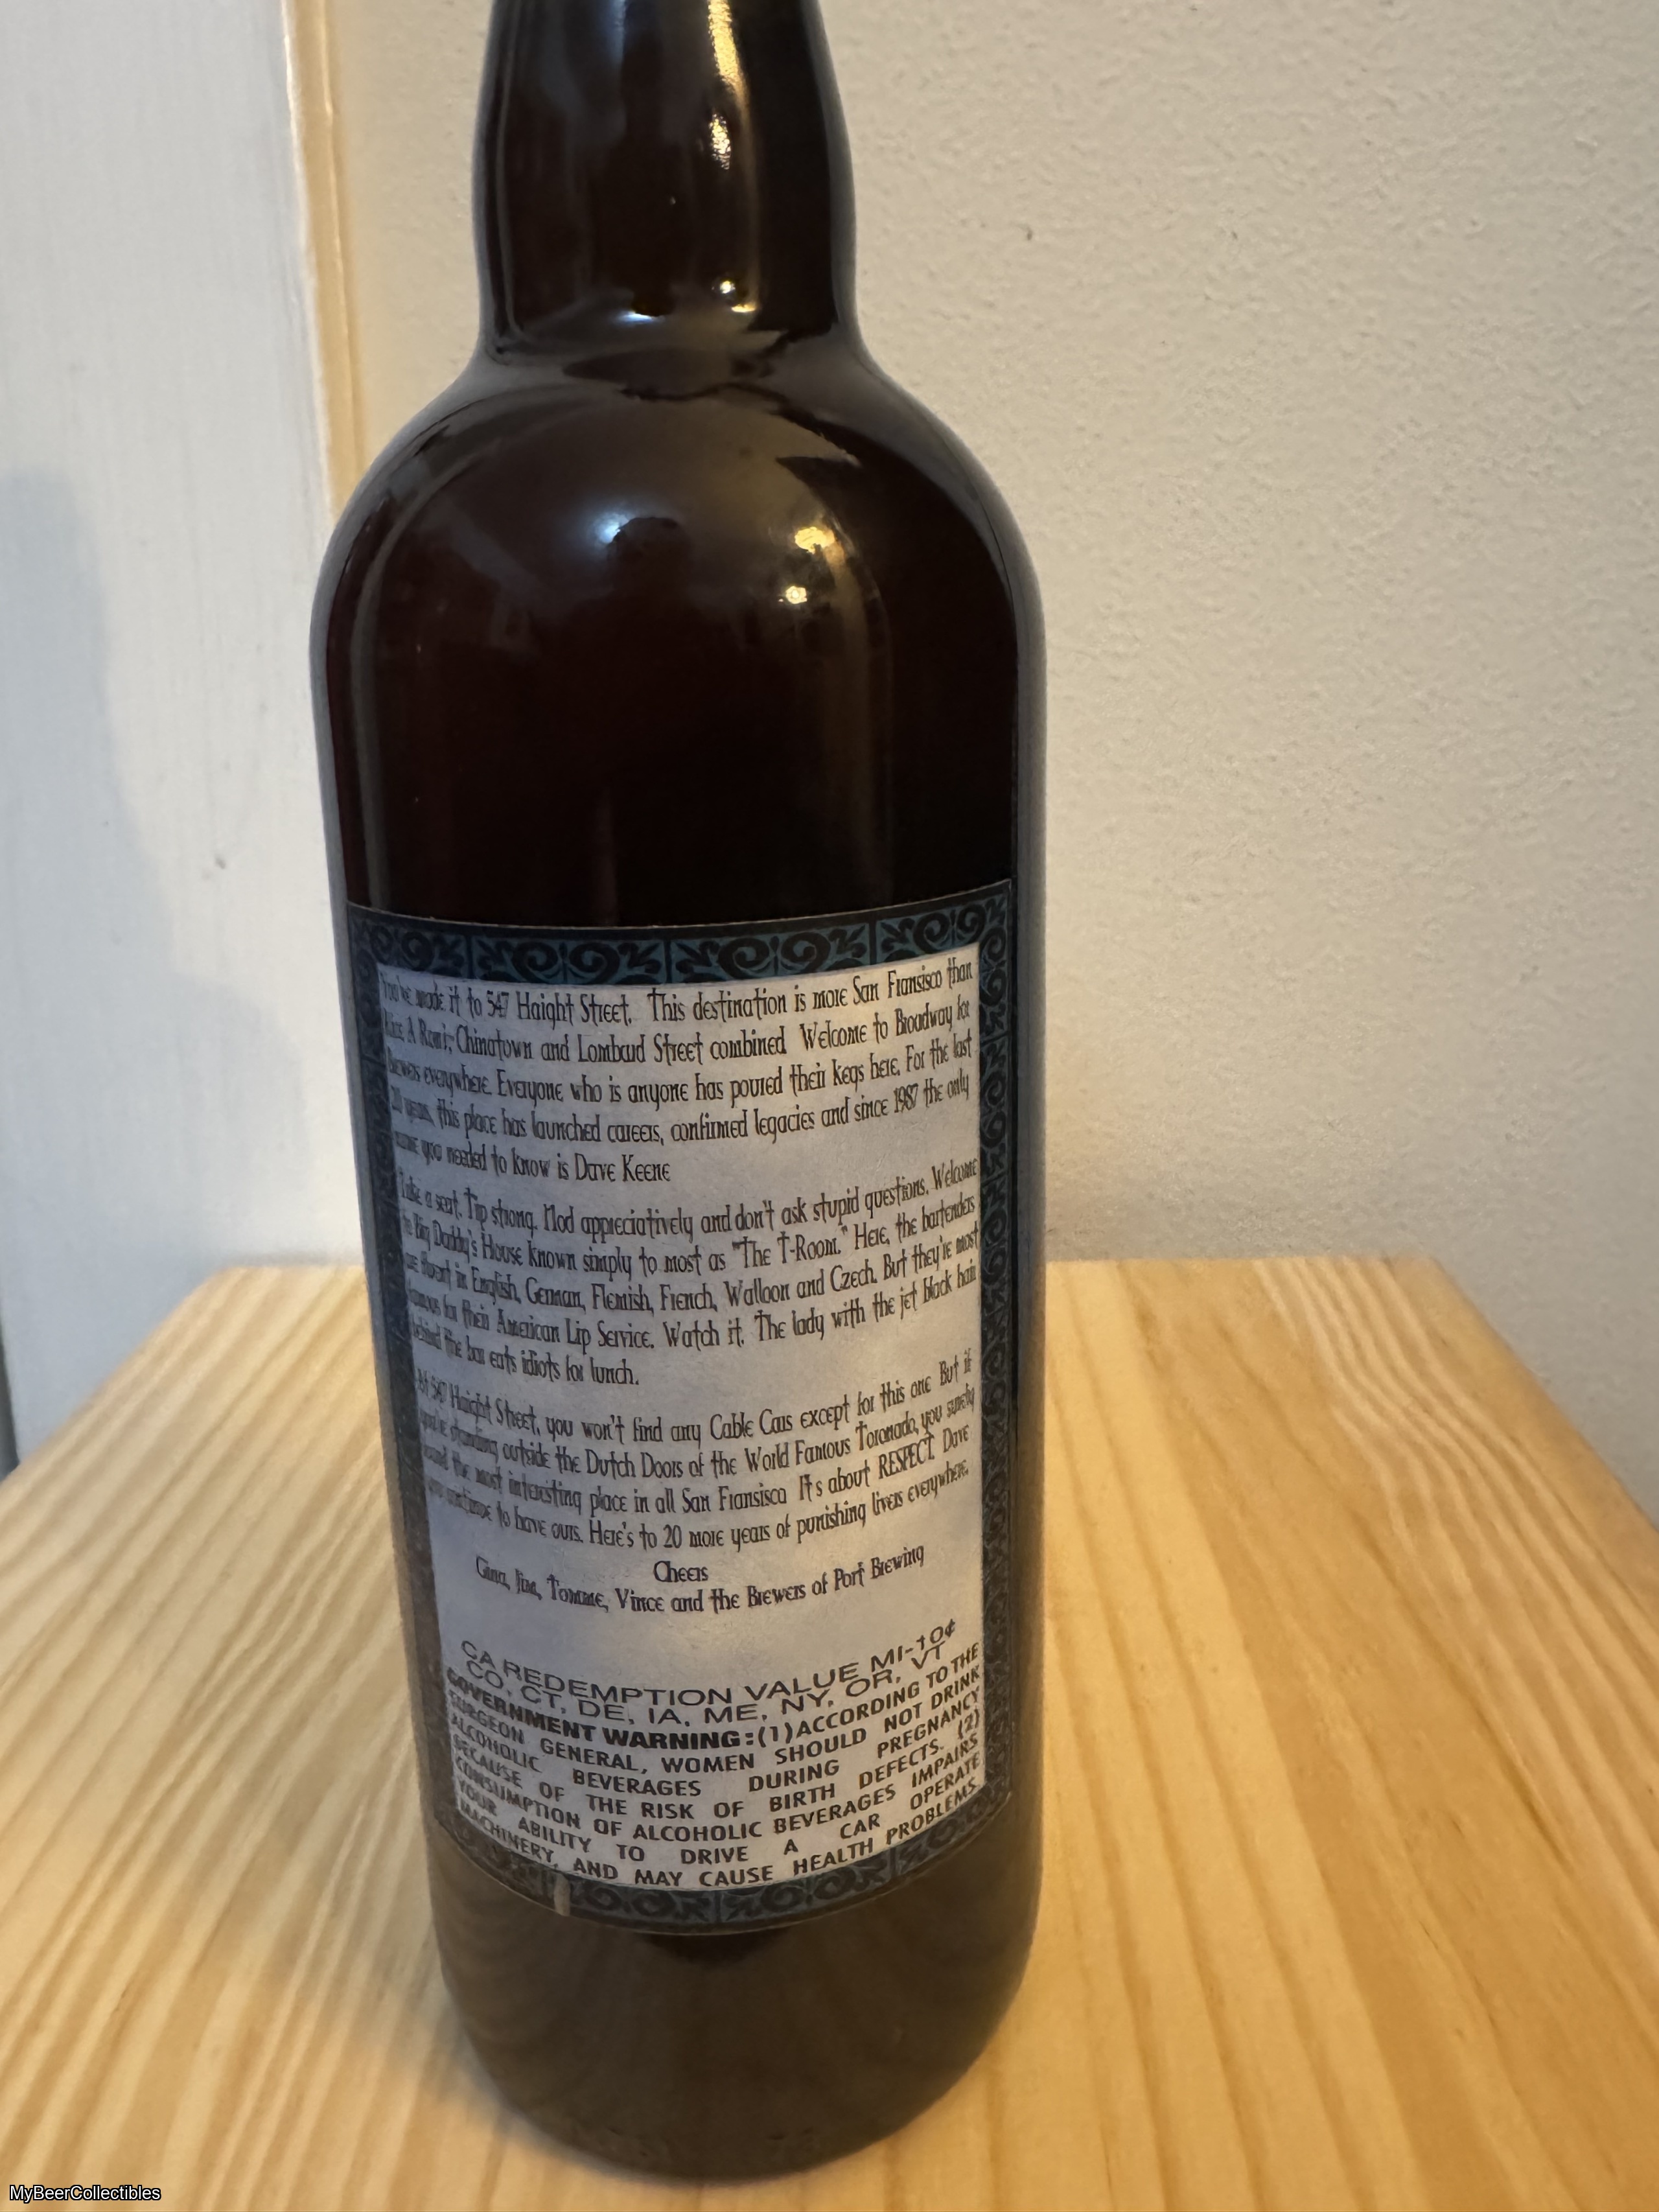 You've made it to 547 Haight Street. This destination is more San Fransisco than
Rice A Roni, Chinatown and Lombard Street combined Welcome to Broadway for
Brewers everywhere. Everyone who is anyone has poured their kegs here. For the last
20 years, this place has launched careers, confirmed legacies and since 1987 the only
name you needed to know is Dave Keene
Take a seat. Tip strong. Nod appreciatively and don't ask stupid questions. Welcome
to Big Daddy's House known simply to most as "The T-Room." Here, the bartenders
are fluent in English, German, Flemish, French, Walloon and Czech. But they're most
famous for their American Lip Service. Watch it. The lady with the jet black hair
behind the bar eats idiots for lunch.
At 547 Haight Street, you won't find any Cable Cars except for this one But if
you're standing outside the Dutch Doors of the World Famous Toronado, you surely
found the most interesting place in all San Fransisco It's about RESPECT Dave
you continue to have ours. Here's to 20 more years of punishing livers everywhere.
Cheers
Gina, Jim, Tomme, Vince and the Brewers of Port Brewing
CA REDEMPTION VALUE MI-10¢
CO, CT, DE, IA, ME, NY, OR, VT
GOVERNMENT WARNING:(1)ACCORDING TO THE
SURGEON GENERAL, WOMEN SHOULD NOT DRINK
ALCOHOLIC BEVERAGES DURING PREGNANCY
BECAUSE OF THE RISK OF BIRTH DEFECTS. (2)
CONSUMPTION OF ALCOHOLIC BEVERAGES IMPAIRS
YOUR ABILITY TO DRIVE A CAR OPERATE
MACHINERY, AND MAY CAUSE HEALTH PROBLEMS.
MyBeerCollectibles